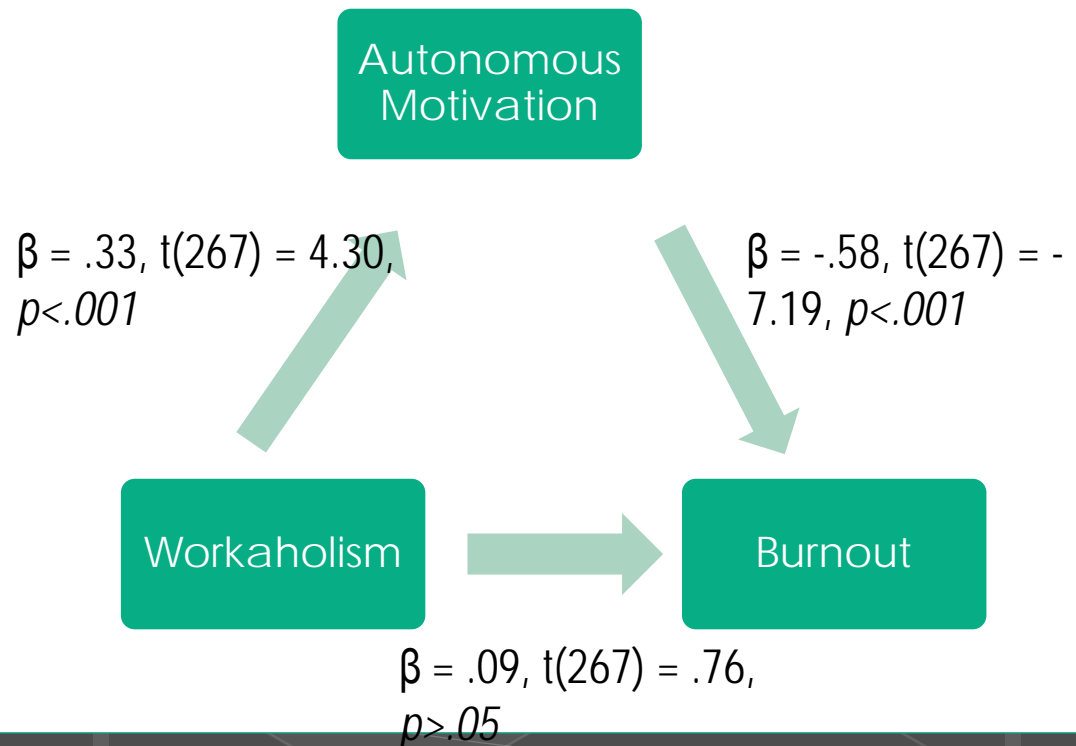 Autonomous
Motivation
β = .33, t(267) = 4.30,
p<.001
β = -.58, t(267) = -
7.19, p<.001
Workaholism
Burnout
β = .09, t(267) = .76,
p>.05